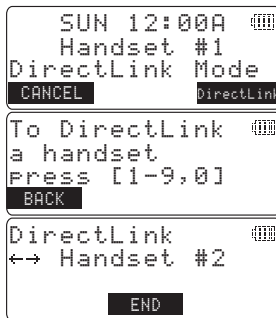 SUN 12:00A
Handset #1
DirectLink Mode
CANCEL DirectLink
To DirectLink
a handset
press [1-9,0]
BACK
DirectLink
←→ Handset #2
END